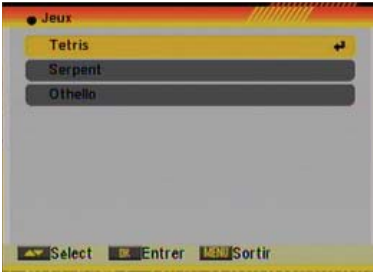 Jeux
Tetris
Serpent
Othello
Select OK Entrer MENU Sortir